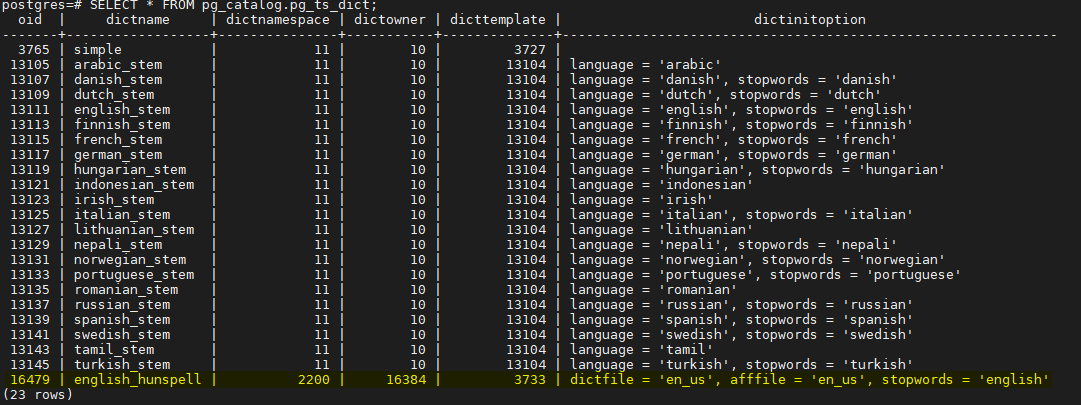 postgres=# SELECT * FROM pg_catalog.pg_ts_dict;
  oid  |     dictname     | dictnamespace | dictowner | dicttemplate |                        dictinitoption
-------+------------------+---------------+-----------+--------------+--------------------------------------------------------------
  3765 | simple           |            11 |        10 |         3727 |
 13105 | arabic_stem      |            11 |        10 |        13104 | language = 'arabic'
 13107 | danish_stem      |            11 |        10 |        13104 | language = 'danish', stopwords = 'danish'
 13109 | dutch_stem       |            11 |        10 |        13104 | language = 'dutch', stopwords = 'dutch'
 13111 | english_stem     |            11 |        10 |        13104 | language = 'english', stopwords = 'english'
 13113 | finnish_stem     |            11 |        10 |        13104 | language = 'finnish', stopwords = 'finnish'
 13115 | french_stem      |            11 |        10 |        13104 | language = 'french', stopwords = 'french'
 13117 | german_stem      |            11 |        10 |        13104 | language = 'german', stopwords = 'german'
 13119 | hungarian_stem   |            11 |        10 |        13104 | language = 'hungarian', stopwords = 'hungarian'
 13121 | indonesian_stem  |            11 |        10 |        13104 | language = 'indonesian'
 13123 | irish_stem       |            11 |        10 |        13104 | language = 'irish'
 13125 | italian_stem     |            11 |        10 |        13104 | language = 'italian', stopwords = 'italian'
 13127 | lithuanian_stem  |            11 |        10 |        13104 | language = 'lithuanian'
 13129 | nepali_stem      |            11 |        10 |        13104 | language = 'nepali', stopwords = 'nepali'
 13131 | norwegian_stem   |            11 |        10 |        13104 | language = 'norwegian', stopwords = 'norwegian'
 13133 | portuguese_stem  |            11 |        10 |        13104 | language = 'portuguese', stopwords = 'portuguese'
 13135 | romanian_stem    |            11 |        10 |        13104 | language = 'romanian'
 13137 | russian_stem     |            11 |        10 |        13104 | language = 'russian', stopwords = 'russian'
 13139 | spanish_stem     |            11 |        10 |        13104 | language = 'spanish', stopwords = 'spanish'
 13141 | swedish_stem     |            11 |        10 |        13104 | language = 'swedish', stopwords = 'swedish'
 13143 | tamil_stem       |            11 |        10 |        13104 | language = 'tamil'
 13145 | turkish_stem     |            11 |        10 |        13104 | language = 'turkish', stopwords = 'turkish'
 16479 | english_hunspell |          2200 |     16384 |         3733 | dictfile = 'en_us', afffile = 'en_us', stopwords = 'english'
(23 rows)